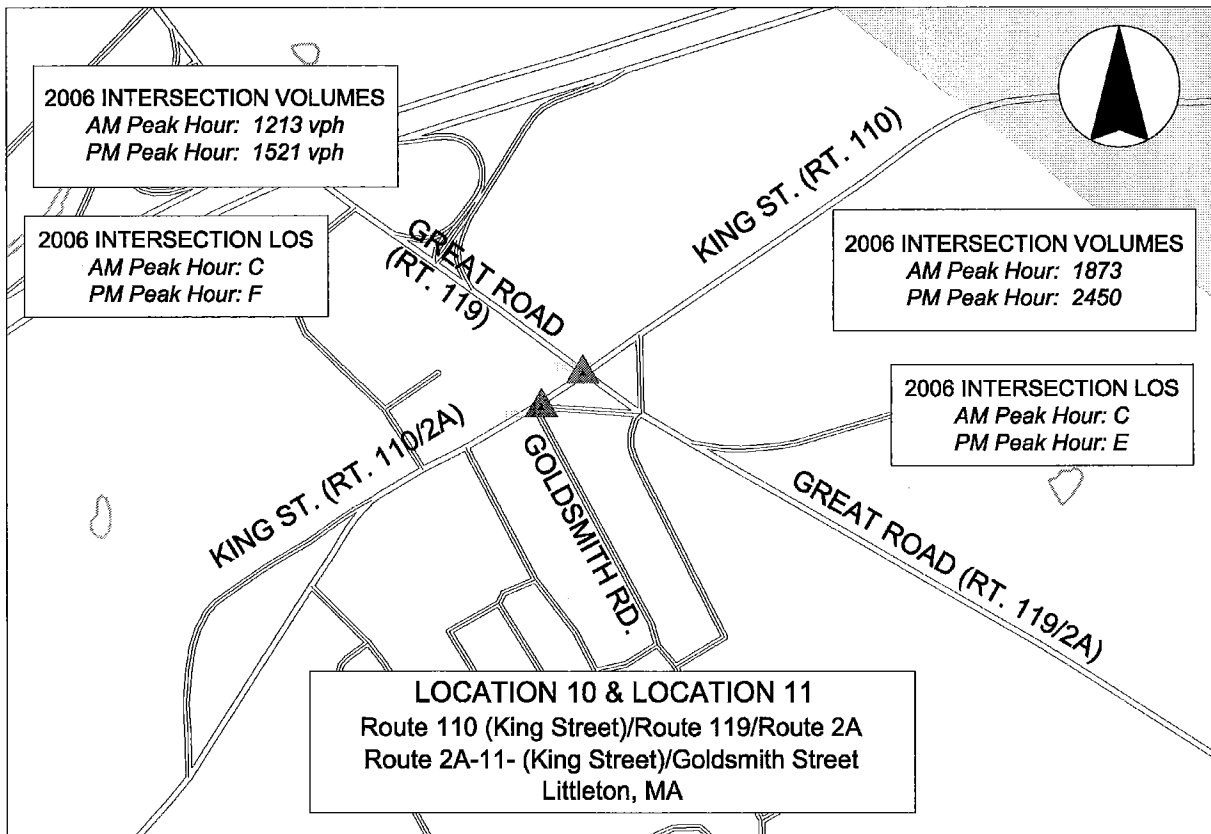 2006 INTERSECTION VOLUMES
AM Peak Hour: 1213 vph
PM Peak Hour: 1521 vph
2006 INTERSECTION LOS
AM Peak Hour: C
PM Peak Hour: F
GREAT ROAD
(RT. 119)
KING ST. (RT. 110)
2006 INTERSECTION VOLUMES
AM Peak Hour: 1873
PM Peak Hour: 2450
2006 INTERSECTION LOS
AM Peak Hour: C
PM Peak Hour: E
KING ST. (RT. 110/2A)
GOLDSMITH RD.
GREAT ROAD (RT. 119/2A)
LOCATION 10 & LOCATION 11
Route 110 (King Street)/Route 119/Route 2A
Route 2A-11- (King Street)/Goldsmith Street
Littleton, MA